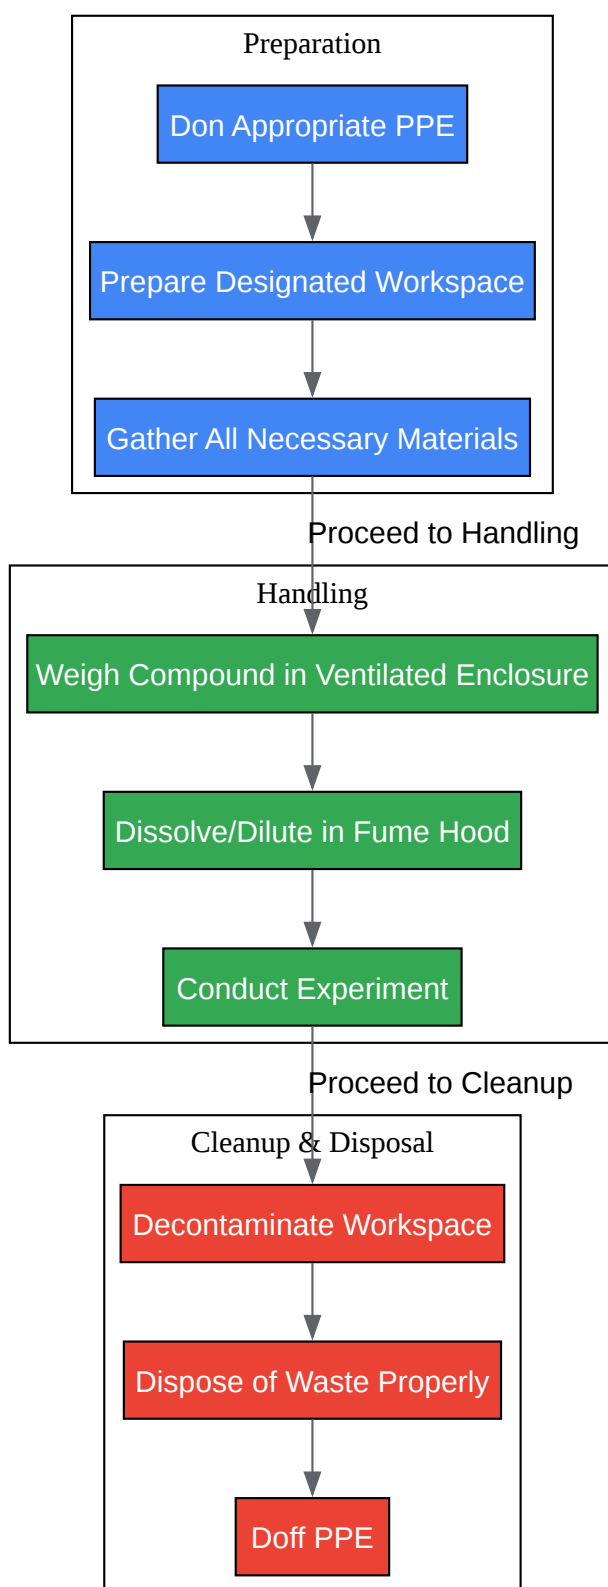 Preparation
Don Appropriate PPE
Prepare Designated Workspace
Gather All Necessary Materials
Proceed to Handling
Handling
Weigh Compound in Ventilated Enclosure
Dissolve/Dilute in Fume Hood
Conduct Experiment
Proceed to Cleanup
Cleanup & Disposal
Decontaminate Workspace
Dispose of Waste Properly
Doff PPE